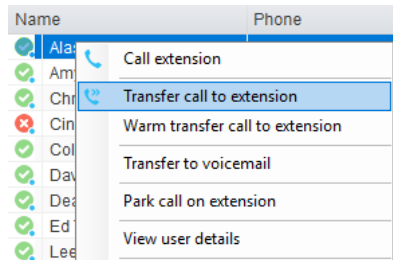 Name Phone
Ala
Call extension
Am
Chr
Transfer call to extension
Cin
Warm transfer call to extension
Col
Transfer to voicemail
Dav
Dea
Park call on extension
Ed
View user details
Lee